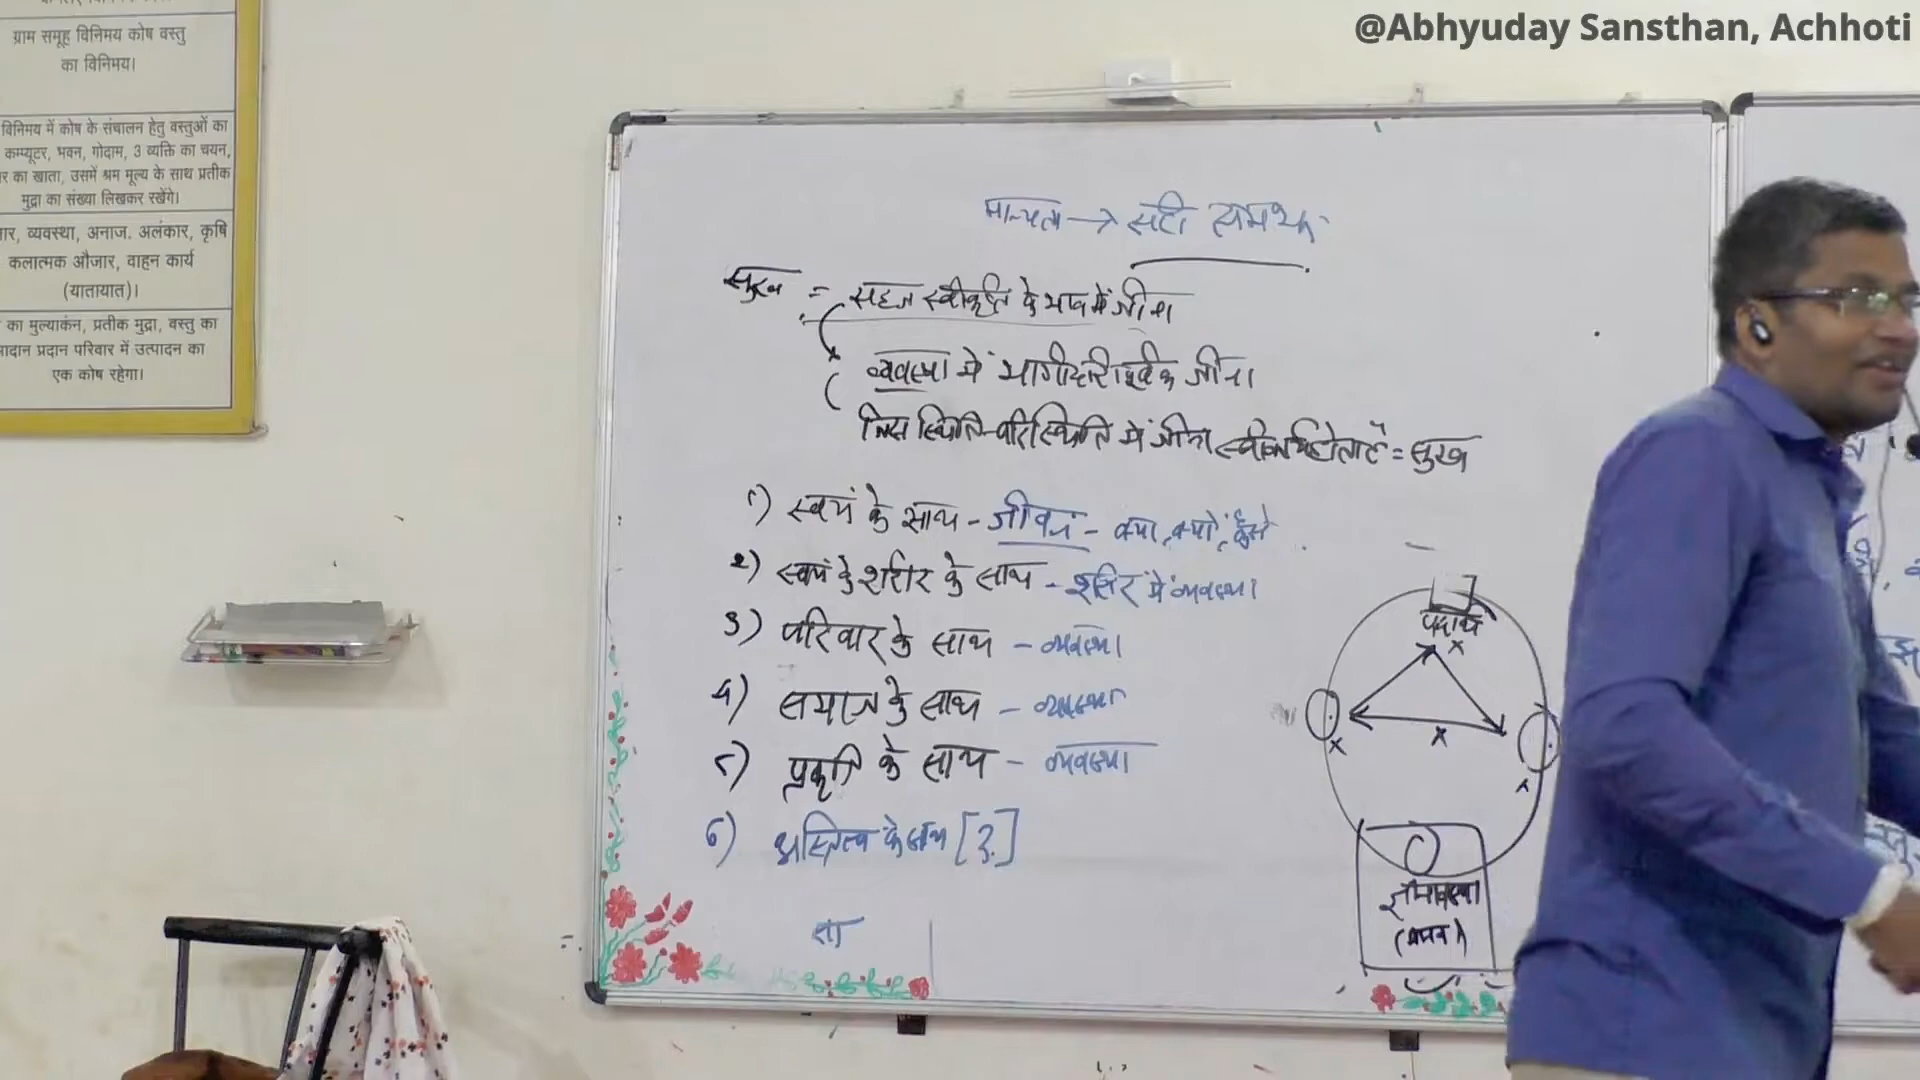 @Abhyuday Sansthan, Achhoti
ग्राम समूह विनिमय कोष वस्तु
का विनिमय।
विनिमय में कोष के संचालन हेतु वस्तुओं का
कम्प्यूटर, भवन, गोदाम, 3 व्यक्ति का चयन,
र का खाता, उसमें श्रम मूल्य के साथ प्रतीक
मुद्रा का संख्या लिखकर रखेंगे।
ार, व्यवस्था, अनाज. अलंकार, कृषि
कलात्मक औजार, वाहन कार्य
(यातायात)।
का मुल्याकंन, प्रतीक मुद्रा, वस्तु का
ादान प्रदान परिवार में उत्पादन का
एक कोष रहेगा।
मान्यता → सही समझ
सुख = सहज स्वीकृति के भाव में जीना
व्यवस्था में भागीदारी पूर्वक जीना
जिस स्थिति-परिस्थिति में जीना स्वीकार्य होता है = सुख
1) स्वयं के साथ - जीवन - क्या, क्यों, कैसे
2) स्वयं के शरीर के साथ - शरीर में व्यवस्था
3) परिवार के साथ - व्यवस्था
4) समाज के साथ - व्यवस्था
5) प्रकृति के साथ - व्यवस्था
6) अस्तित्व के साथ [?]
सा
पदार्थ
x
x
x
x
ज्ञानावस्था
(मानव)